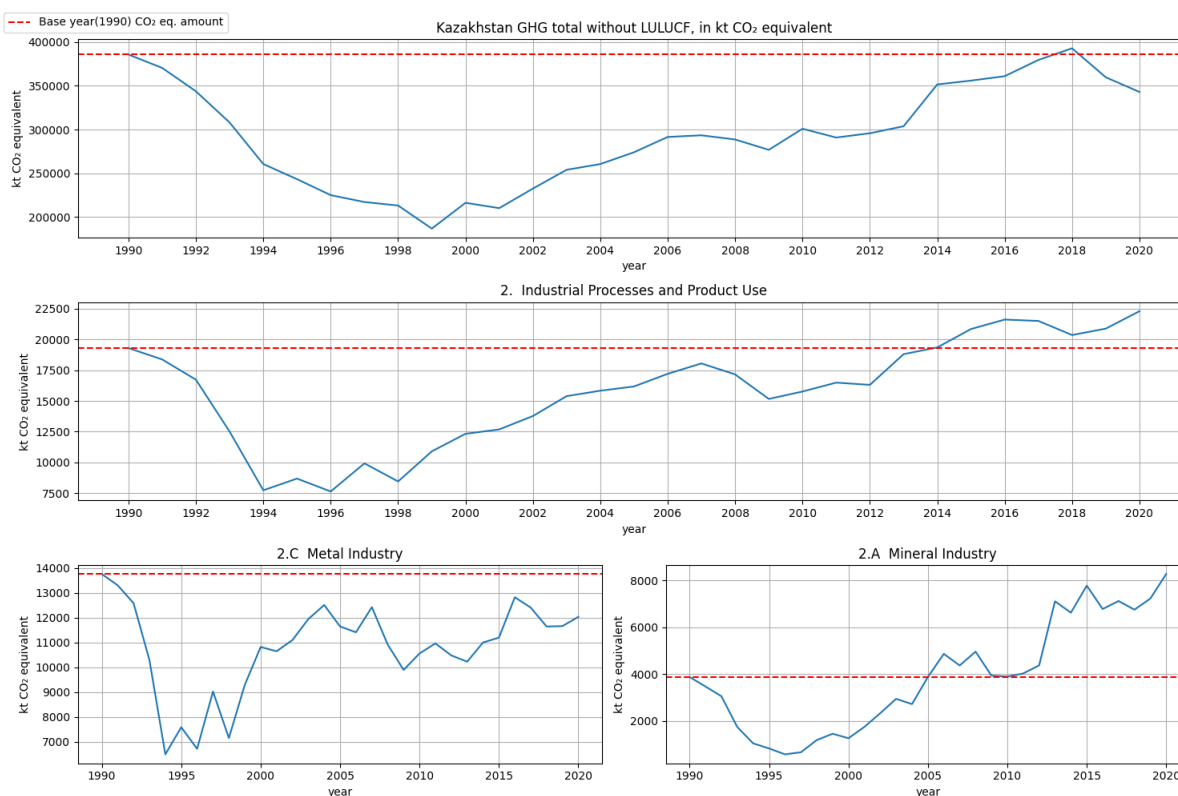 Base year(1990) CO₂ eq. amount
Kazakhstan GHG total without LULUCF, in kt CO₂ equivalent
400000
350000
300000
250000
200000
kt CO₂ equivalent
1990 1992 1994 1996 1998 2000 2002 2004 2006 2008 2010 2012 2014 2016 2018 2020
year
2. Industrial Processes and Product Use
22500
20000
17500
15000
12500
10000
7500
kt CO₂ equivalent
1990 1992 1994 1996 1998 2000 2002 2004 2006 2008 2010 2012 2014 2016 2018 2020
year
2.C Metal Industry
14000
13000
12000
11000
10000
9000
8000
7000
kt CO₂ equivalent
1990 1995 2000 2005 2010 2015 2020
year
2.A Mineral Industry
8000
6000
4000
2000
kt CO₂ equivalent
1990 1995 2000 2005 2010 2015 2020
year